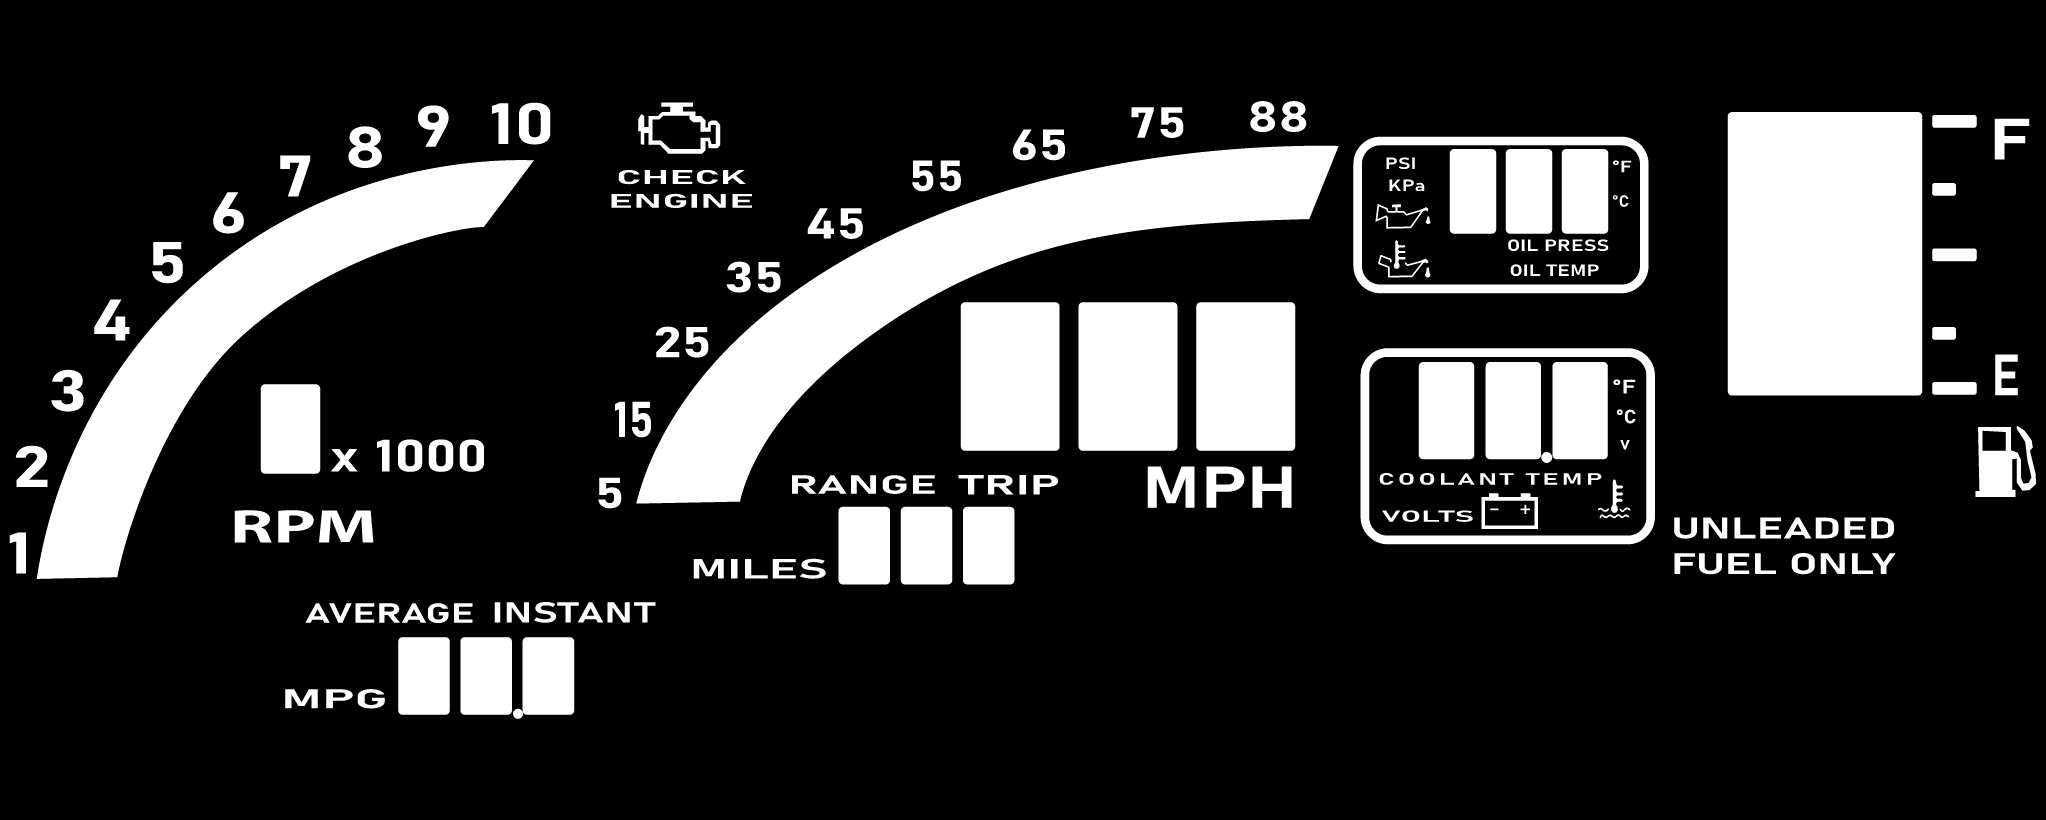 1
2
3
4
5
6
7
8
9
10
x 1000
RPM
CHECK
ENGINE
5
15
25
35
45
55
65
75
88
MPH
RANGE TRIP
MILES
AVERAGE INSTANT
MPG
PSI
KPa
°F
°C
OIL PRESS
OIL TEMP
°F
°C
V
COOLANT TEMP
VOLTS
- +
F
E
UNLEADED
FUEL ONLY